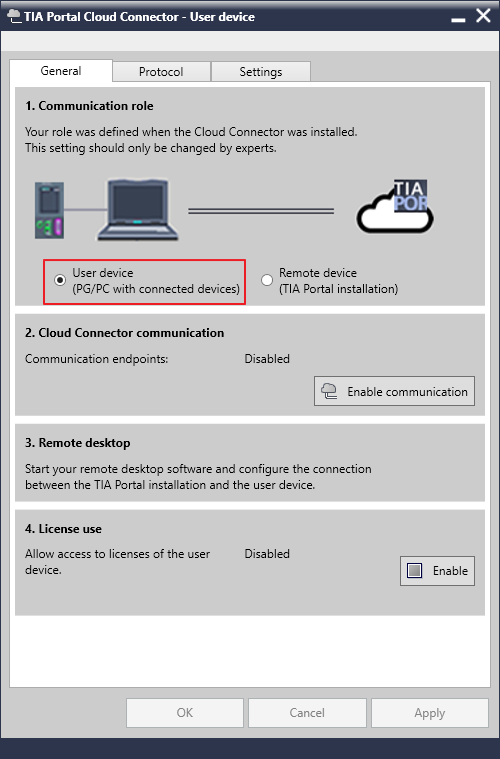 TIA Portal Cloud Connector - User device
General
Protocol
Settings
1. Communication role
Your role was defined when the Cloud Connector was installed.
This setting should only be changed by experts.
TIA
POR
User device
(PG/PC with connected devices)
Remote device
(TIA Portal installation)
2. Cloud Connector communication
Communication endpoints:
Disabled
Enable communication
3. Remote desktop
Start your remote desktop software and configure the connection
between the TIA Portal installation and the user device.
4. License use
Allow access to licenses of the user
device.
Disabled
Enable
OK
Cancel
Apply